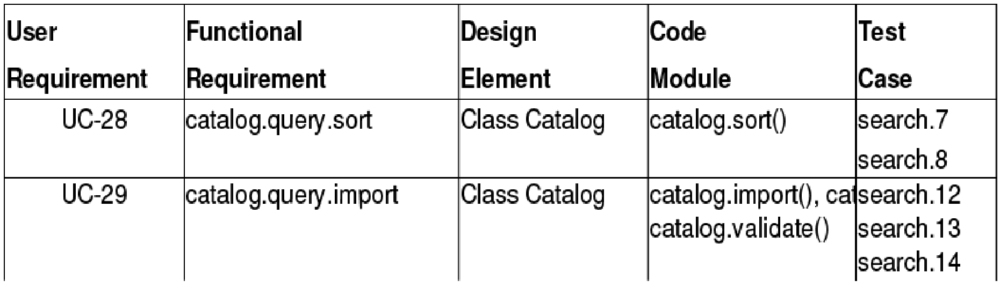 User Requirement Functional Requirement Design Element Code Module Test Case
UC-28 catalog.query.sort Class Catalog catalog.sort() search.7
search.8
UC-29 catalog.query.import Class Catalog catalog.import(), search.12
catalog.validate() search.13
search.14